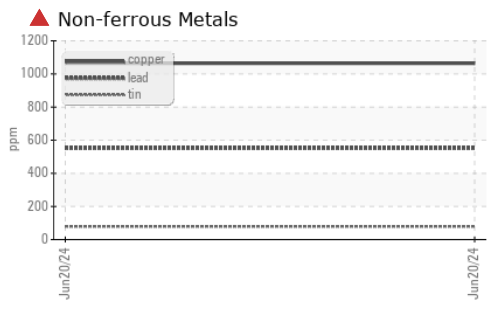 Non-ferrous Metals
1200
1000
800
600
400
200
0
ppm
copper
lead
tin
Jun20/24
Jun20/24